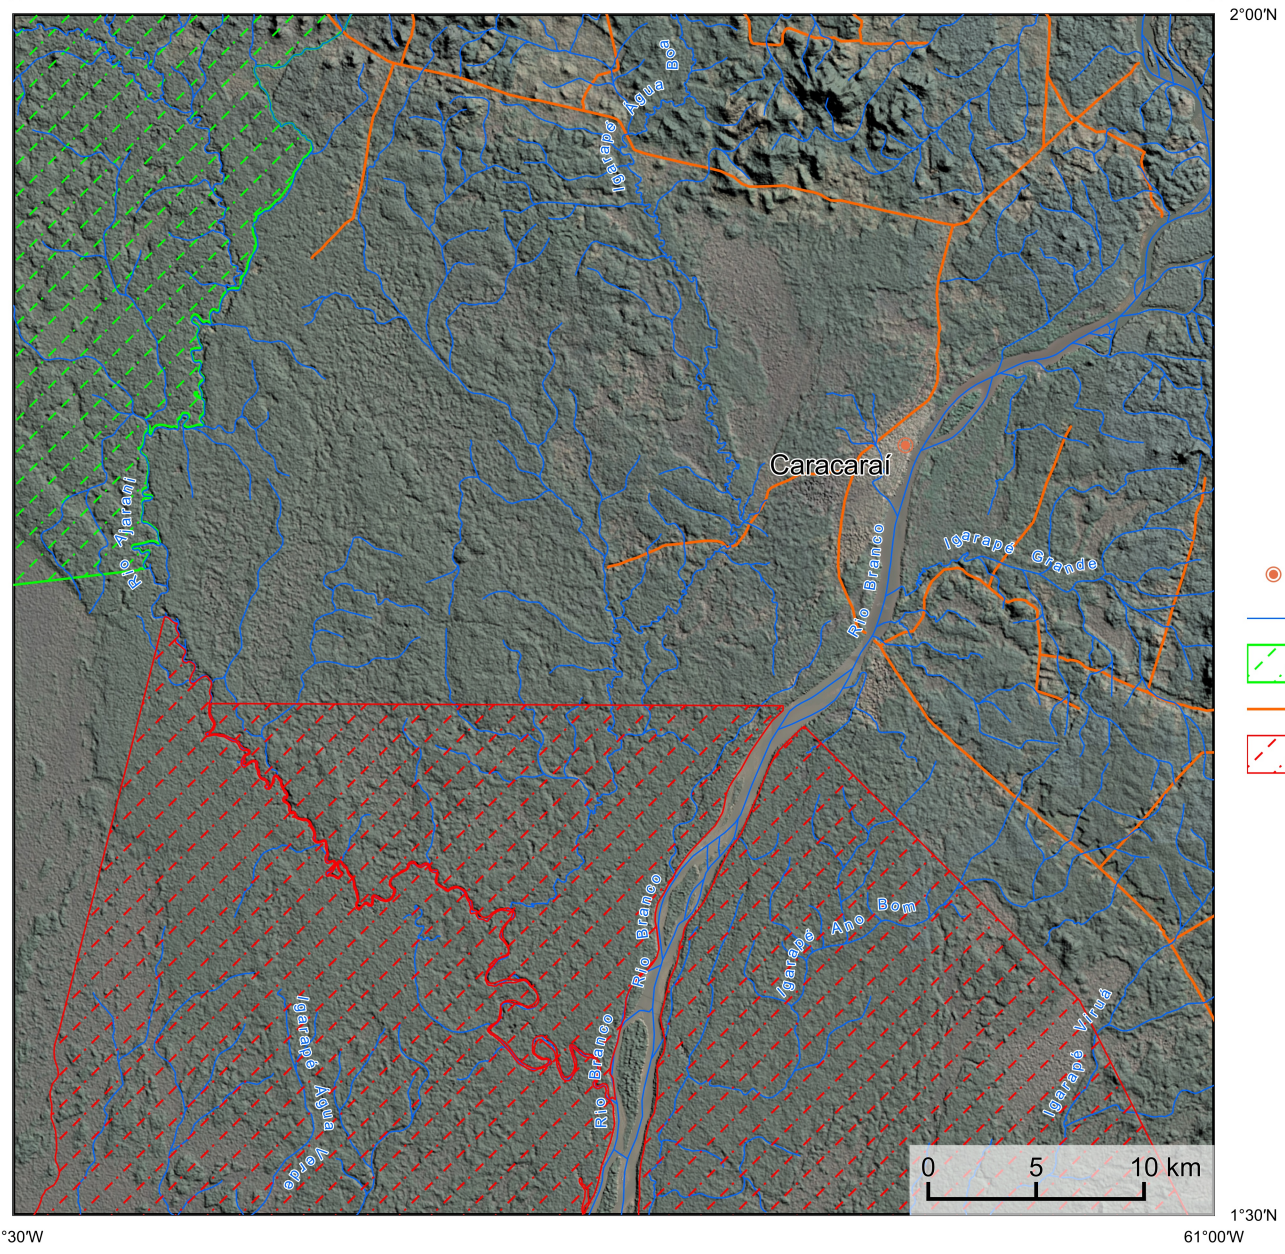 2°00'N
Igarapé Água Boa
Caracaraí
Rio Ajarani
Igarapé Grande
Rio Branco
Rio Branco
Igarapé Ano Bom
Igarapé Água Verde
Rio Branco
Igarapé Viruá
0 5 10 km
1°30'N
°30'W
61°00'W